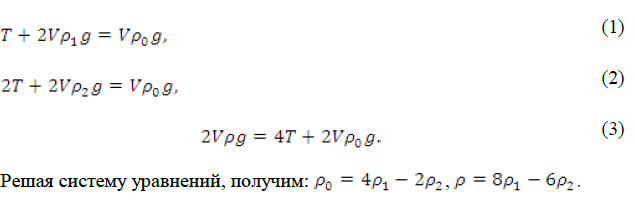 T + 2Vρ₁g = Vρ₀g, (1)
2T + 2Vρ₂g = Vρ₀g, (2)
2Vρg = 4T + 2Vρ₀g. (3)
Решая систему уравнений, получим: ρ₀ = 4ρ₁ − 2ρ₂, ρ = 8ρ₁ − 6ρ₂.